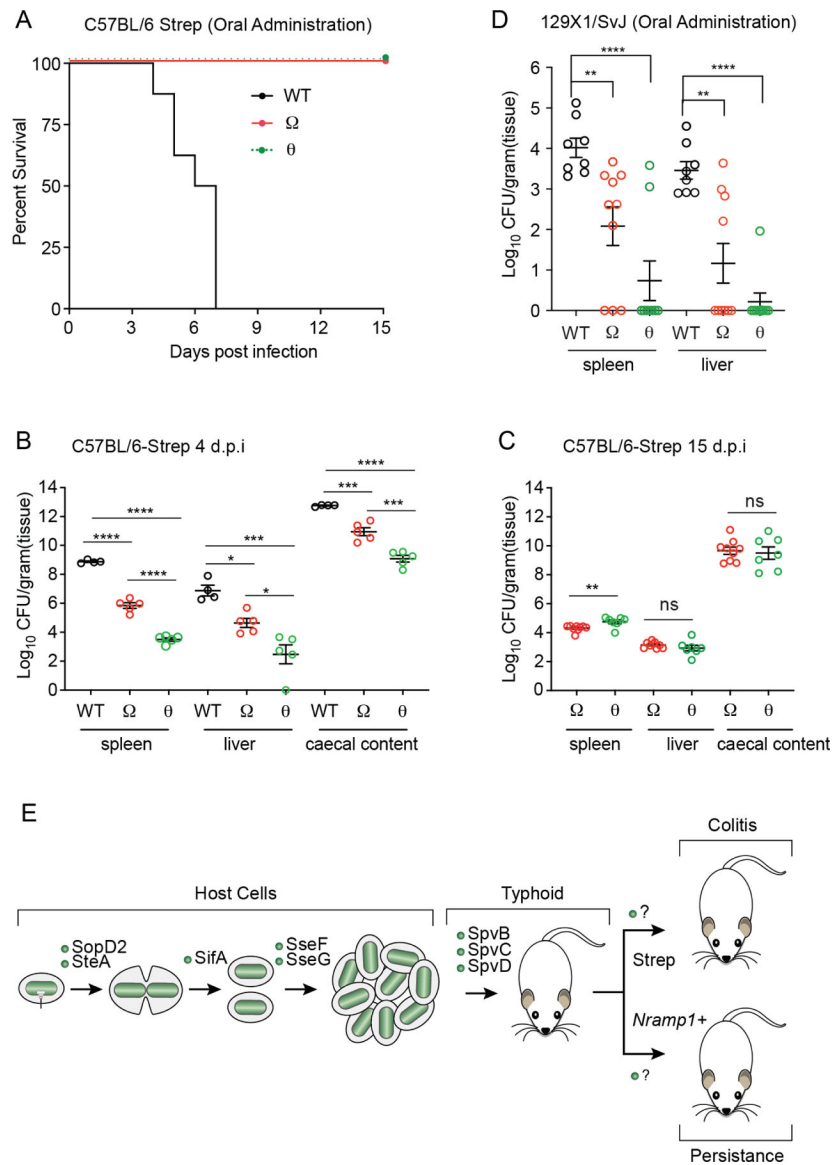 A
C57BL/6 Strep (Oral Administration)
Percent Survival
100
75
50
25
0
WT
Ω
θ
0 3 6 9 12 15
Days post infection
D
129X1/SvJ (Oral Administration)
**** ****
** **
Log10 CFU/gram(tissue)
6
5
4
3
2
1
0
WT Ω θ WT Ω θ
spleen liver
B
C57BL/6-Strep 4 d.p.i
Log10 CFU/gram(tissue)
14
12
10
8
6
4
2
0
****
*** ***
****
**** ***
* *
****
WT Ω θ WT Ω θ WT Ω θ
spleen liver caecal content
C
C57BL/6-Strep 15 d.p.i
Log10 CFU/gram(tissue)
14
12
10
8
6
4
2
0
ns
** ns
Ω θ Ω θ Ω θ
spleen liver caecal content
E
Host Cells
SopD2
SteA
SifA
SseF
SseG
Typhoid
SpvB
SpvC
SpvD
Colitis
?
Strep
Nramp1+
?
Persistance